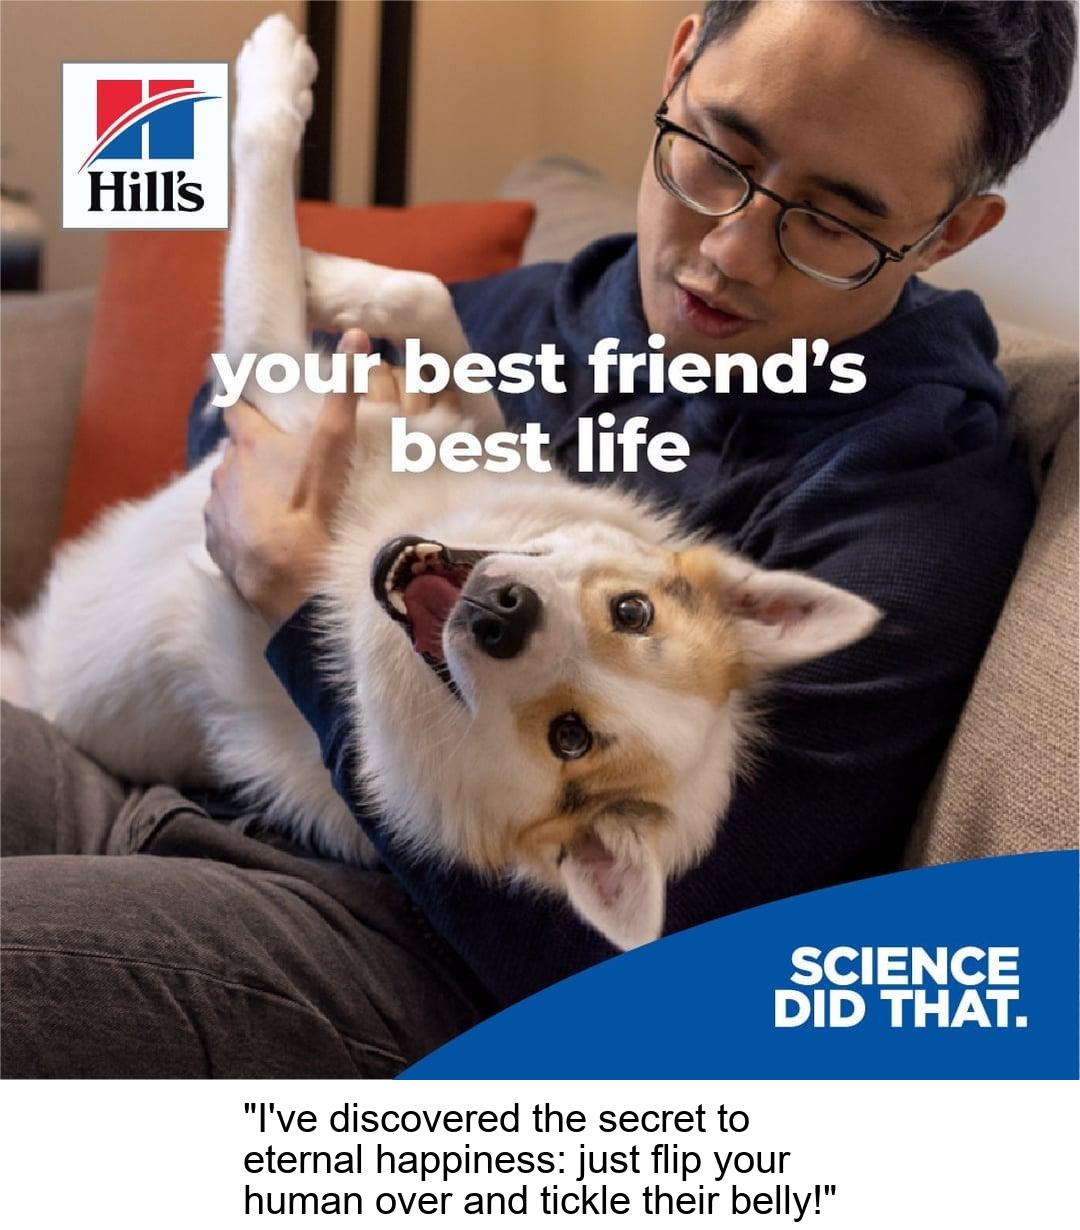 Hill's
your best friend's
best life
SCIENCE
DID THAT.
"I've discovered the secret to
eternal happiness: just flip your
human over and tickle their belly!"